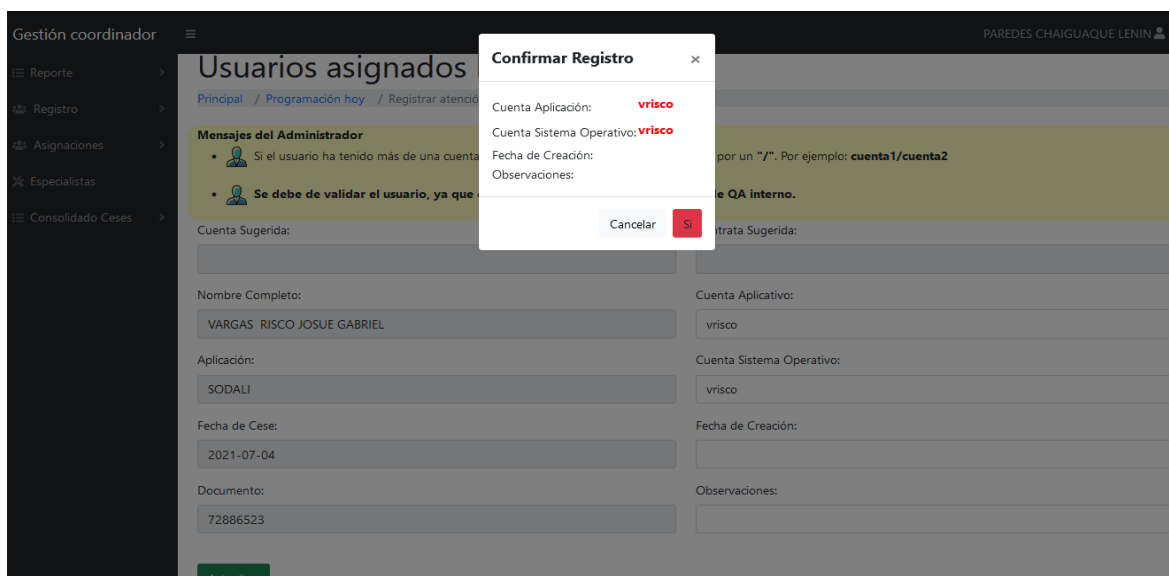 Gestión coordinador
PAREDES CHAIGUAQUE LENIN
Reporte
Registro
Asignaciones
Especialistas
Consolidado Ceses
Usuarios asignados
Principal / Programación hoy / Registrar atenció
Mensajes del Administrador
Si el usuario ha tenido más de una cuenta
por un "/". Por ejemplo: cuenta1/cuenta2
Se debe de validar el usuario, ya que
e QA interno.
Confirmar Registro ×
Cuenta Aplicación: vrisco
Cuenta Sistema Operativo: vrisco
Fecha de Creación:
Observaciones:
Cancelar Si
Cuenta Sugerida:
ntrata Sugerida:
Nombre Completo:
VARGAS RISCO JOSUE GABRIEL
Cuenta Aplicativo:
vrisco
Aplicación:
SODALI
Cuenta Sistema Operativo:
vrisco
Fecha de Cese:
2021-07-04
Fecha de Creación:
Documento:
72886523
Observaciones: